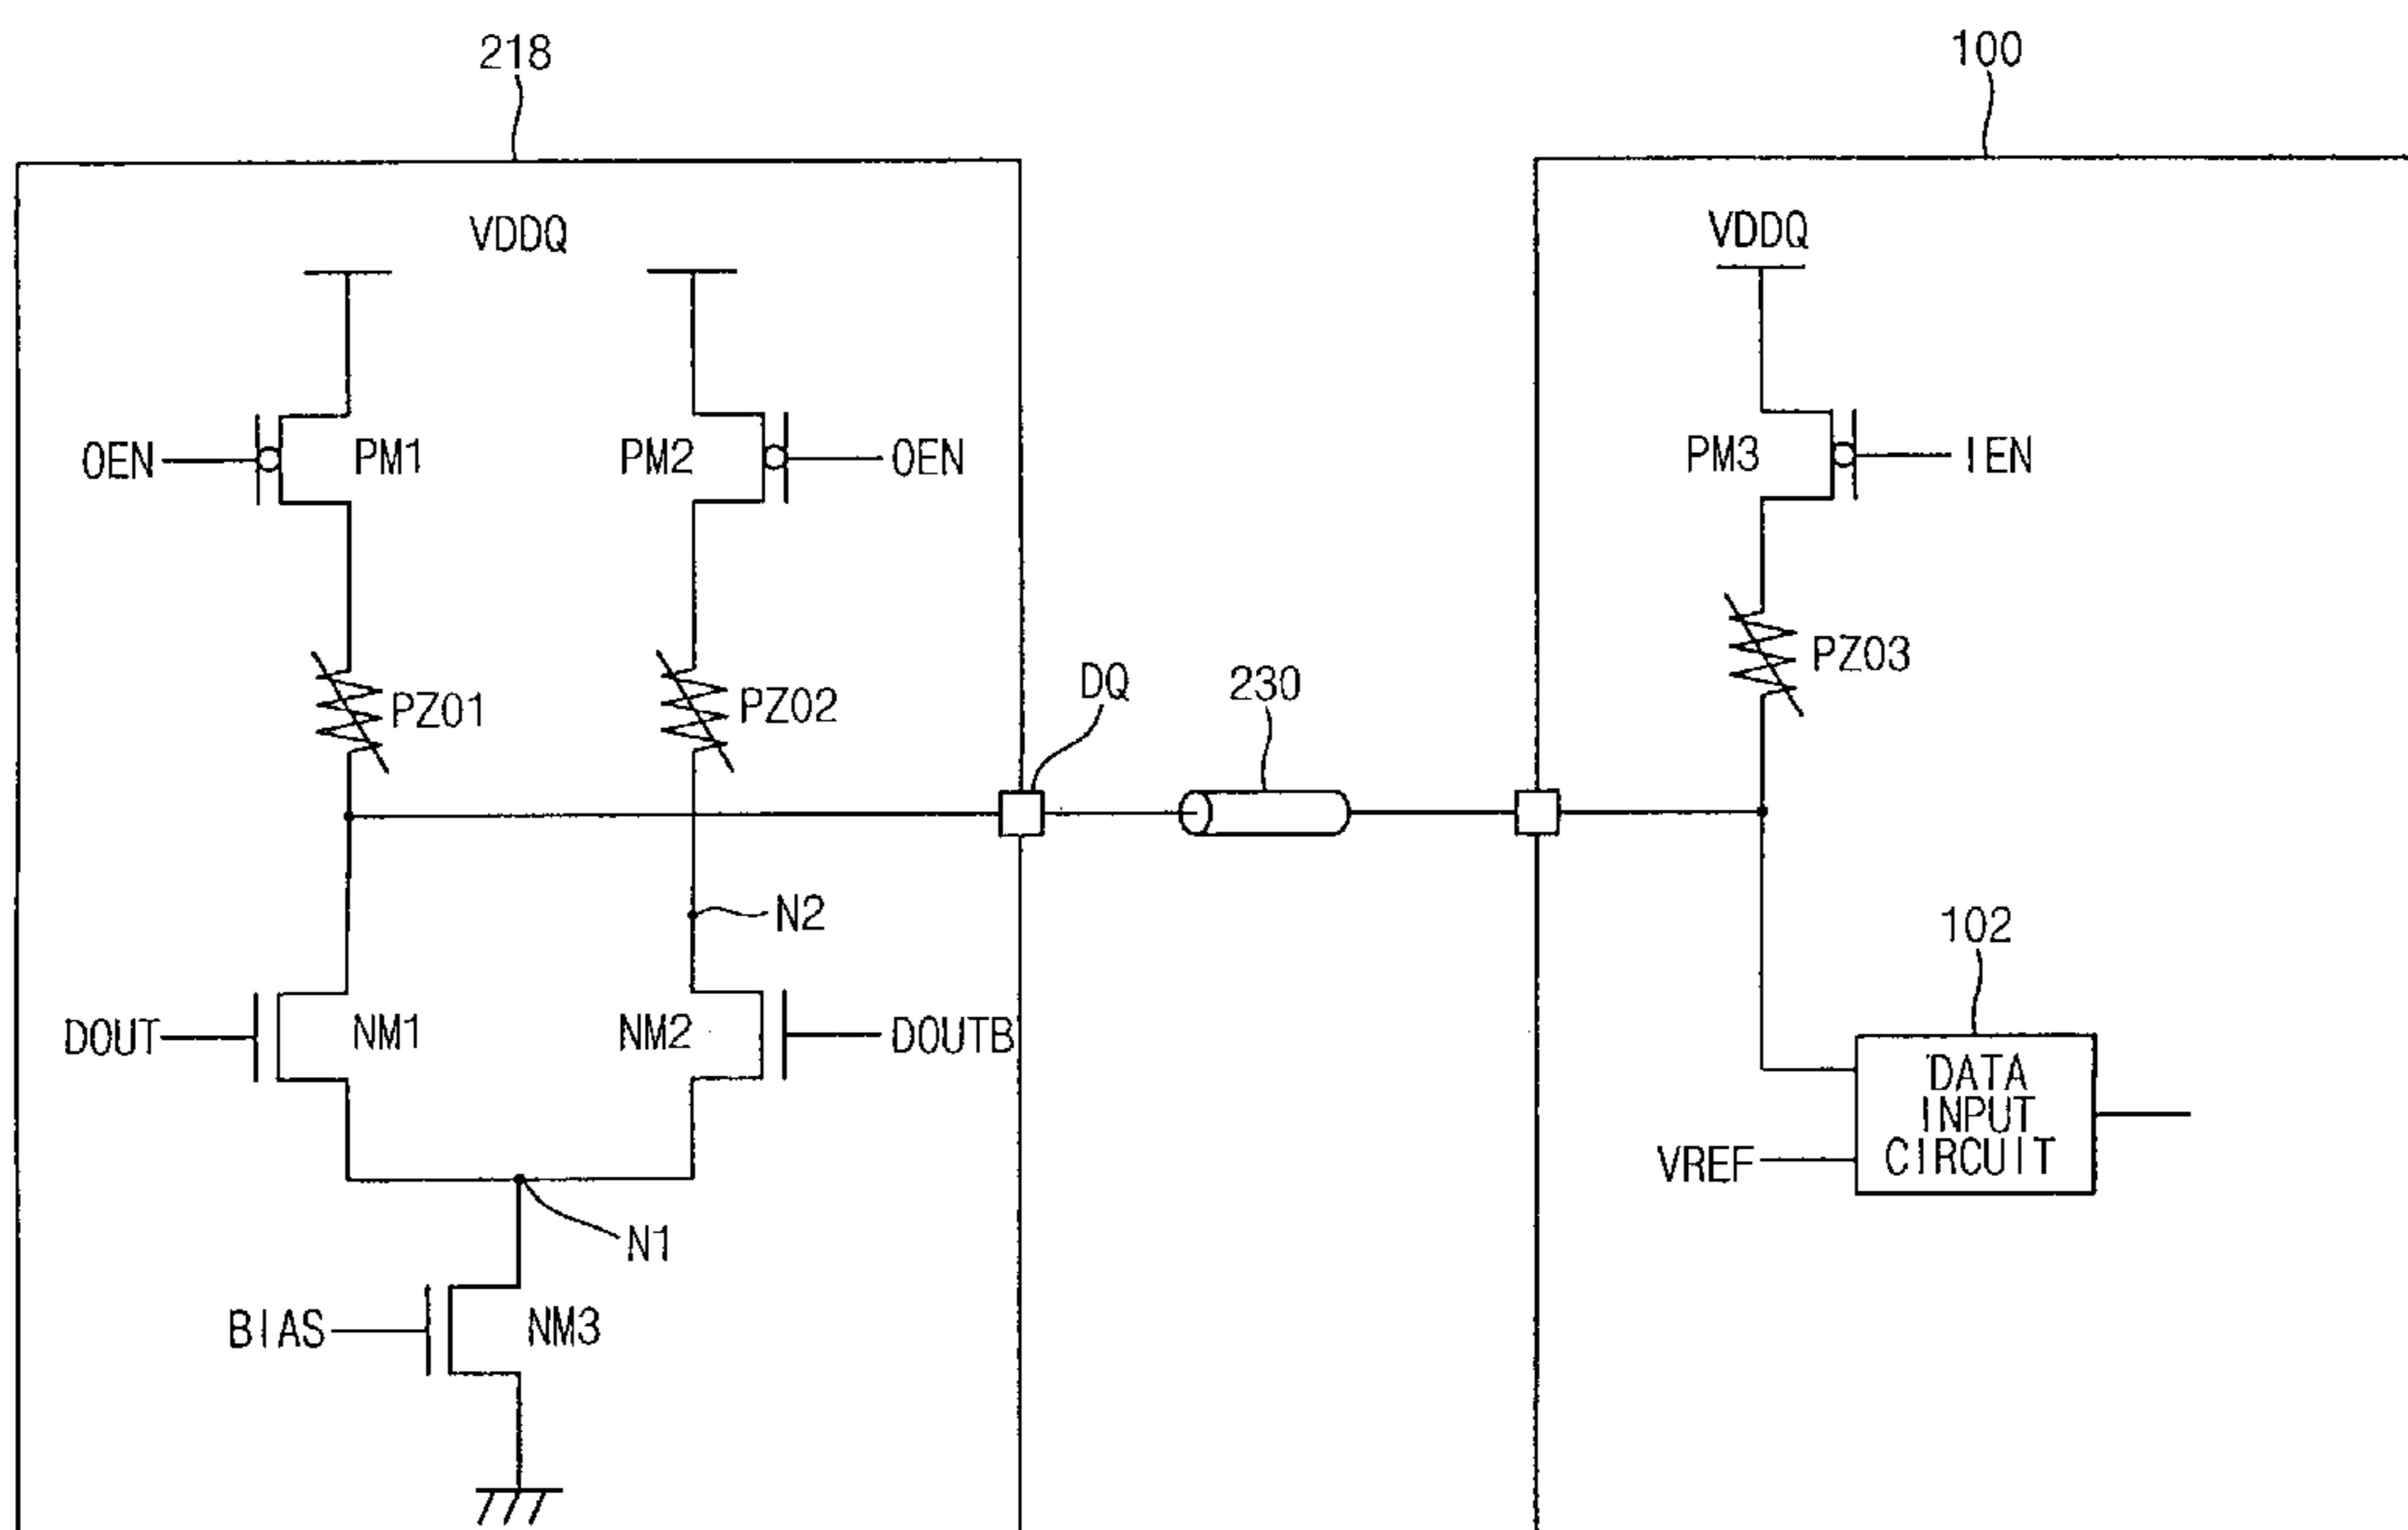 218
100
VDDQ
VDDQ
OEN
PM1
PM2
OEN
PM3
IEN
PZ01
PZ02
DQ
230
PZ03
N2
102
DOUT
NM1
NM2
DOUTB
DATA
INPUT
CIRCUIT
VREF
N1
BIAS
NM3